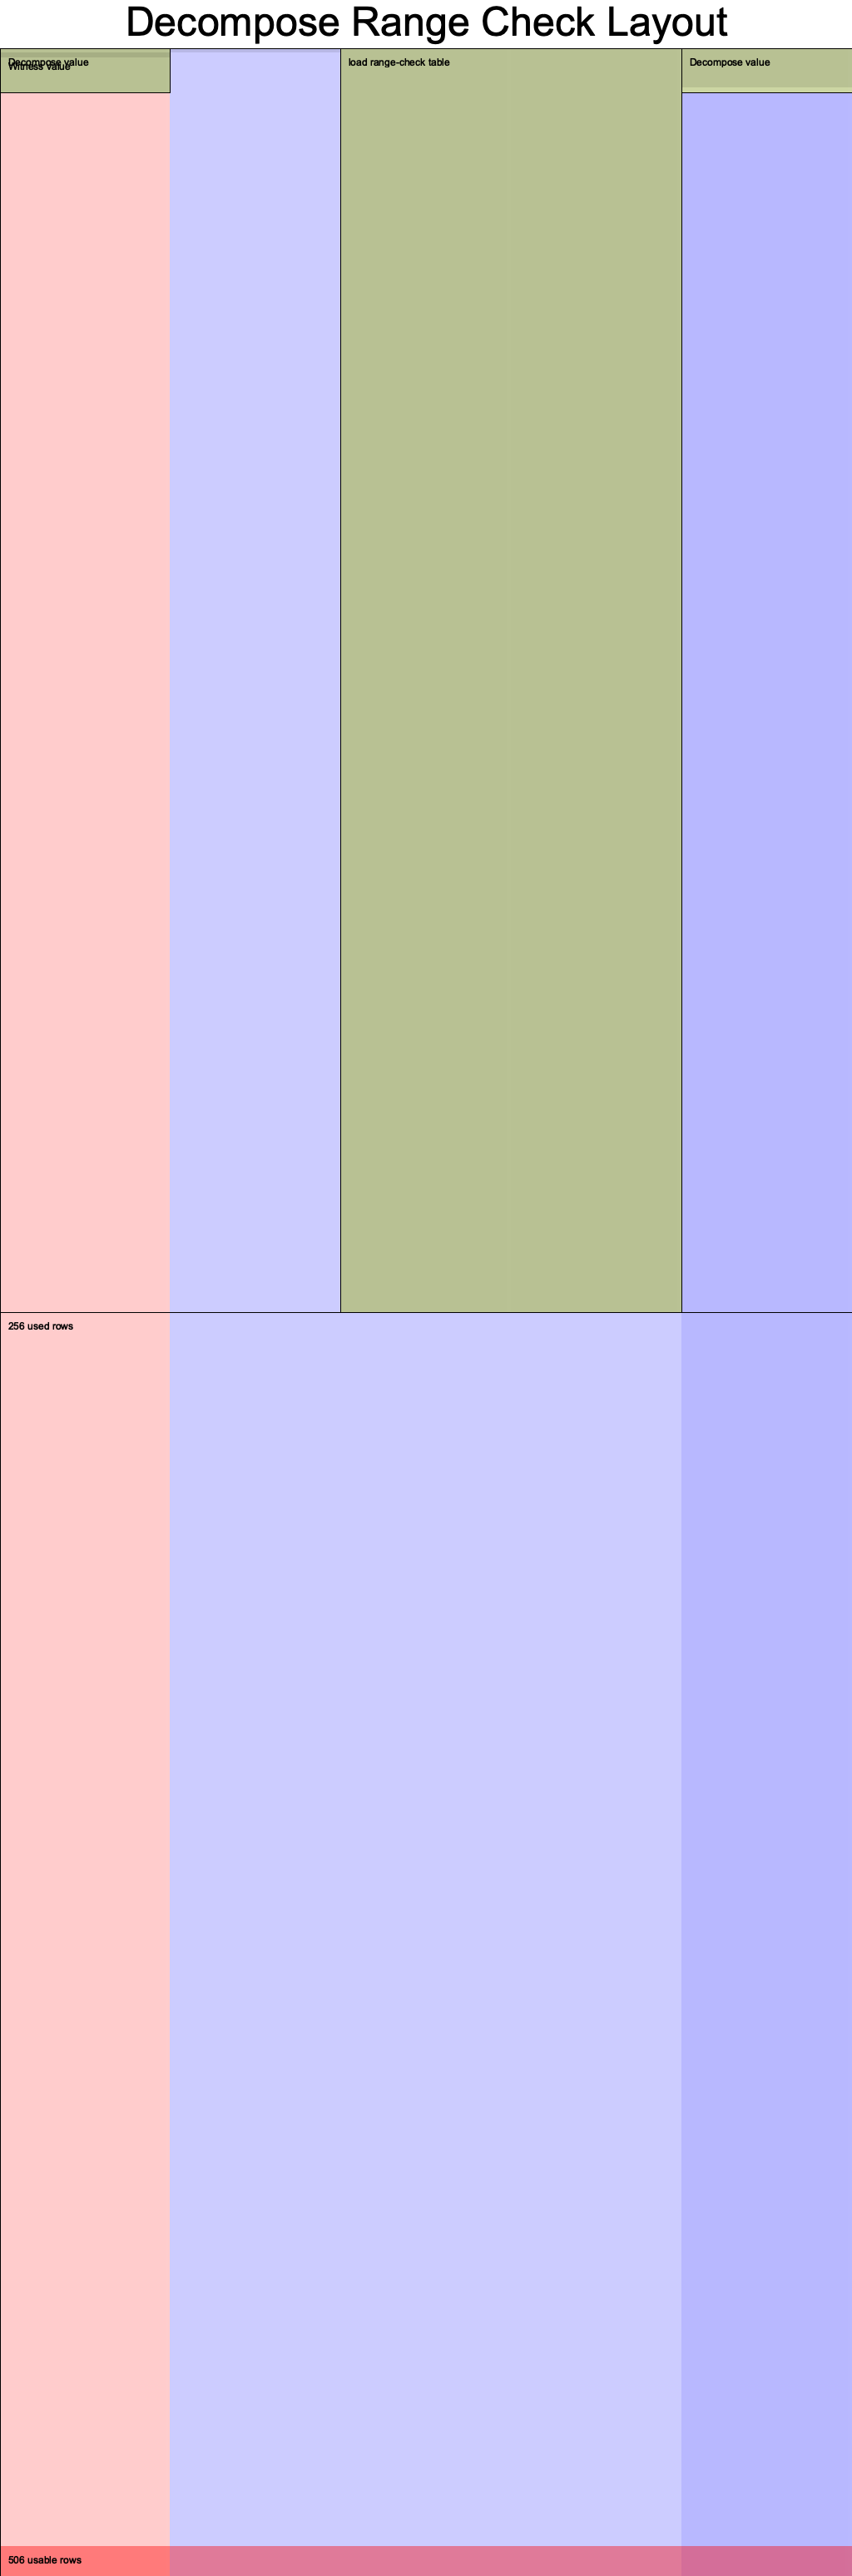 Decompose Range Check Layout
Decompose value
Witness value
load range-check table
Decompose value
256 used rows
506 usable rows